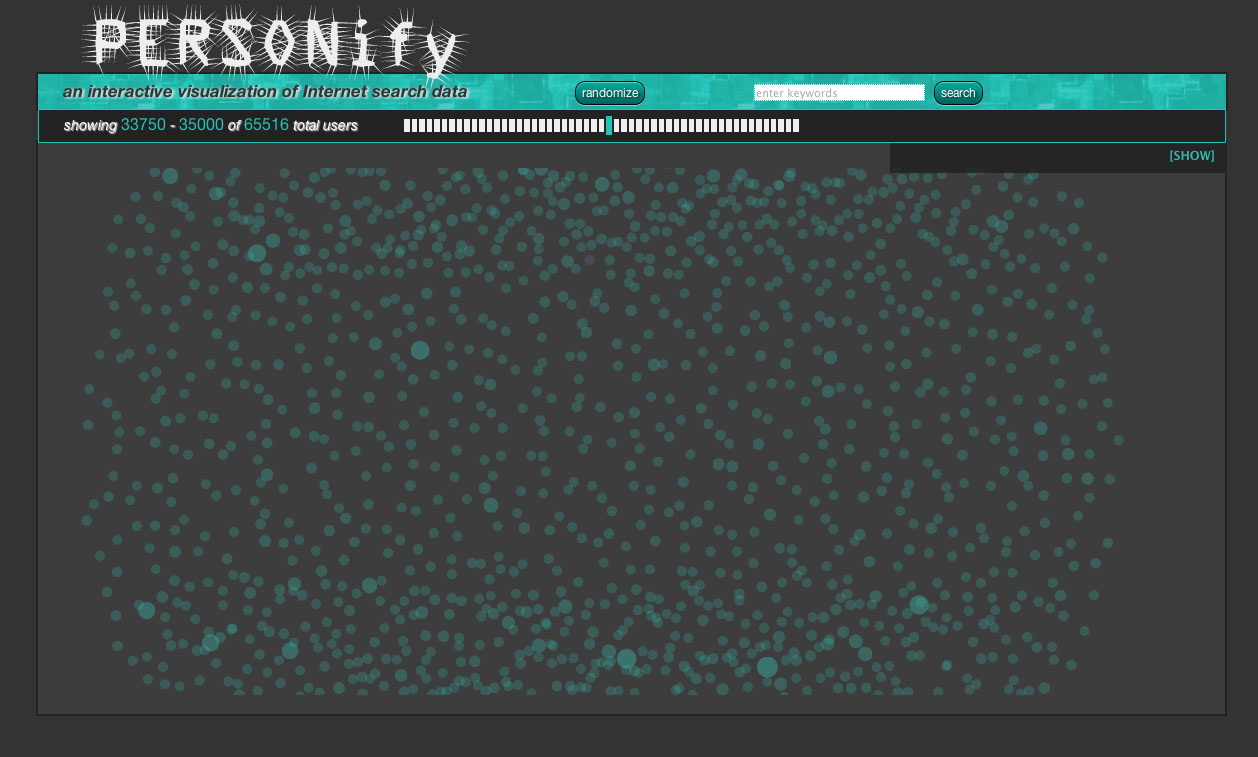 PERSONify
an interactive visualization of Internet search data
randomize
enter keywords
search
showing 33750 - 35000 of 65516 total users
[SHOW]